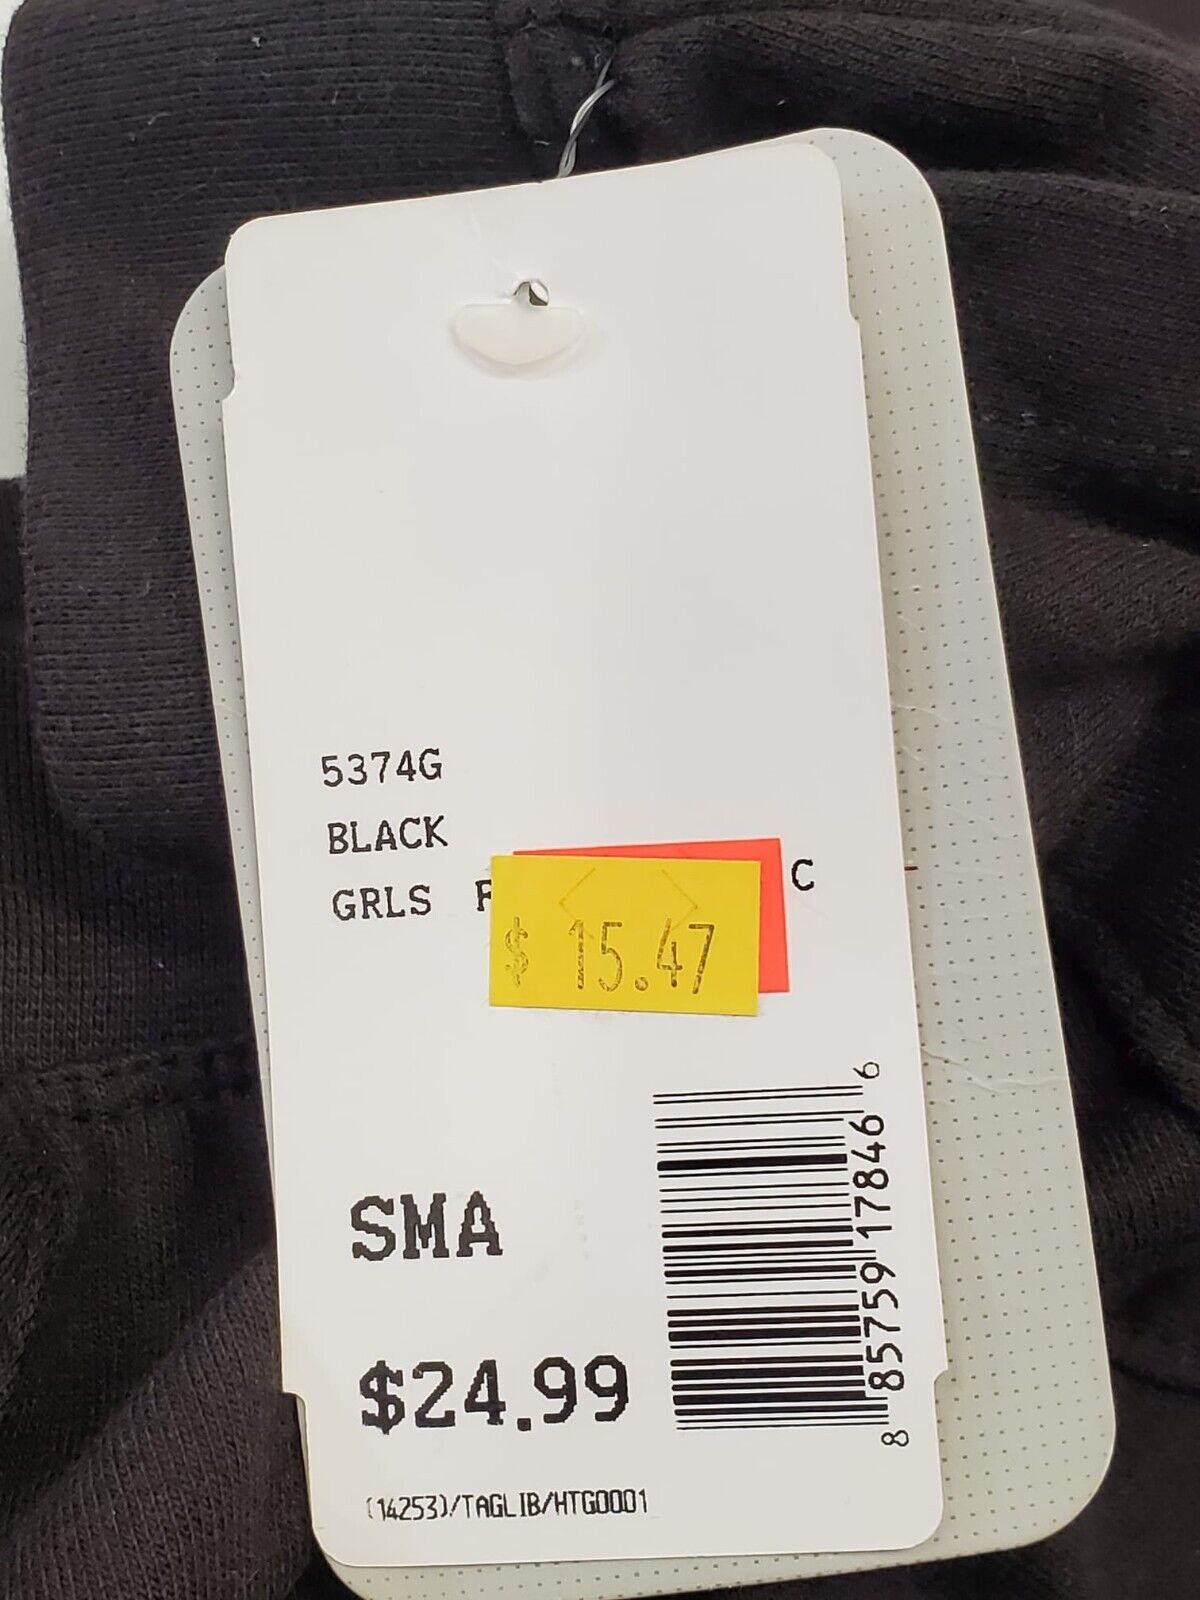 5374G
BLACK
GRLS C
$ 15.47
SMA
$24.99
8 85759 17846 6
(14253)/TAGLIB/HTG0001